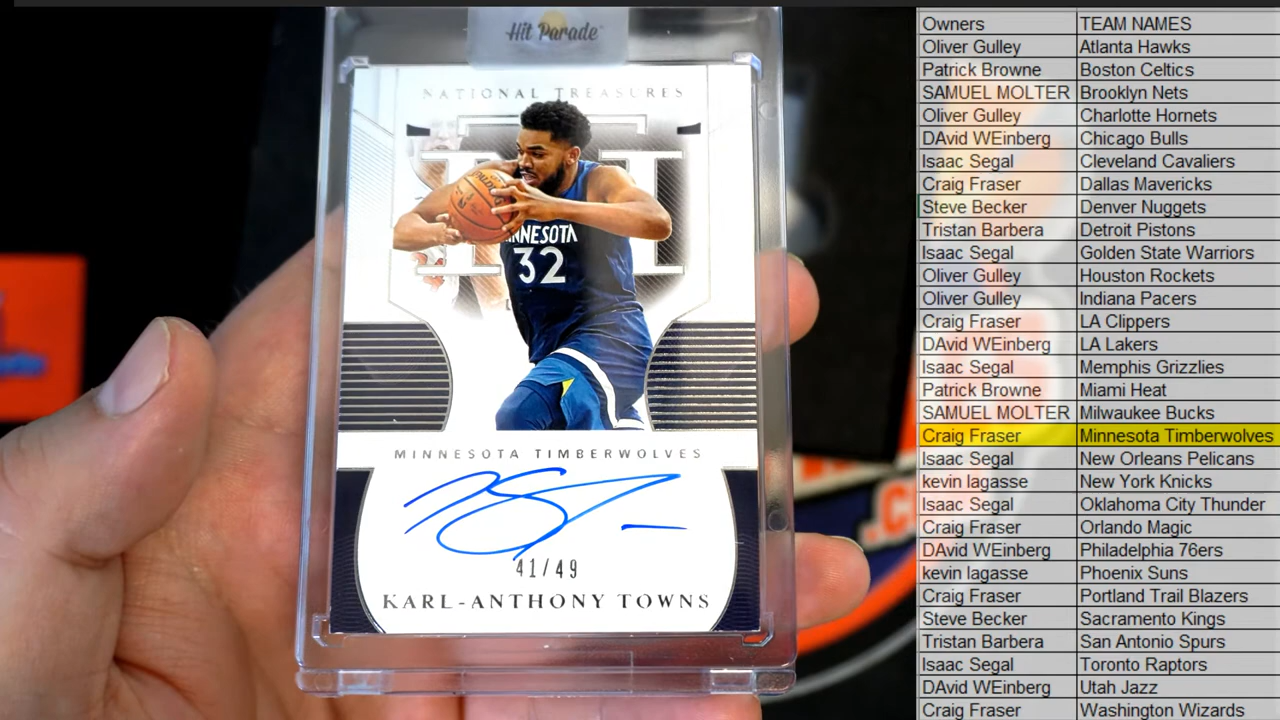 Hit Parade
NATIONAL TREASURES
SPALDING
MINNESOTA
32
MINNESOTA TIMBERWOLVES
41/49
KARL-ANTHONY TOWNS
Owners TEAM NAMES
Oliver Gulley Atlanta Hawks
Patrick Browne Boston Celtics
SAMUEL MOLTER Brooklyn Nets
Oliver Gulley Charlotte Hornets
DAvid WEinberg Chicago Bulls
Isaac Segal Cleveland Cavaliers
Craig Fraser Dallas Mavericks
Steve Becker Denver Nuggets
Tristan Barbera Detroit Pistons
Isaac Segal Golden State Warriors
Oliver Gulley Houston Rockets
Oliver Gulley Indiana Pacers
Craig Fraser LA Clippers
DAvid WEinberg LA Lakers
Isaac Segal Memphis Grizzlies
Patrick Browne Miami Heat
SAMUEL MOLTER Milwaukee Bucks
Craig Fraser Minnesota Timberwolves
Isaac Segal New Orleans Pelicans
kevin lagasse New York Knicks
Isaac Segal Oklahoma City Thunder
Craig Fraser Orlando Magic
DAvid WEinberg Philadelphia 76ers
kevin lagasse Phoenix Suns
Craig Fraser Portland Trail Blazers
Steve Becker Sacramento Kings
Tristan Barbera San Antonio Spurs
Isaac Segal Toronto Raptors
DAvid WEinberg Utah Jazz
Craig Fraser Washington Wizards